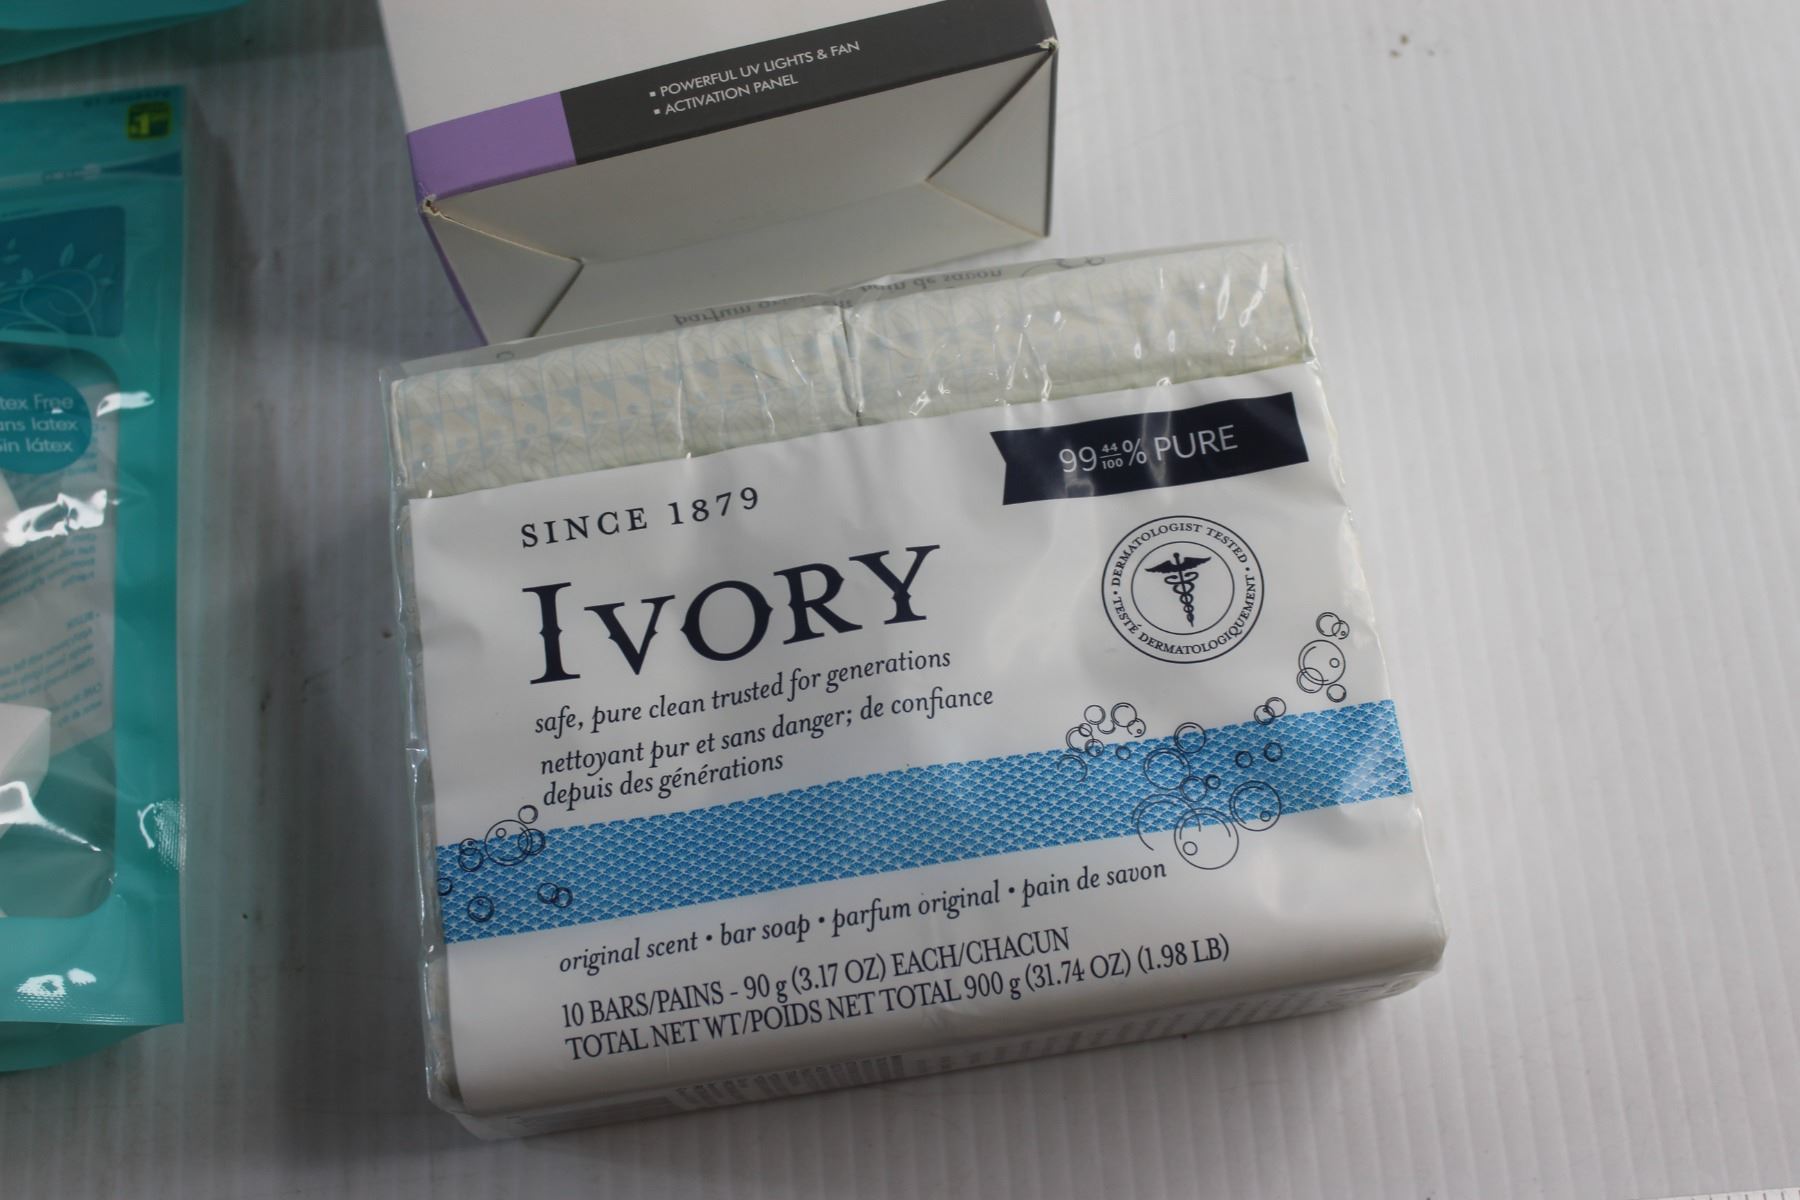 ▪ POWERFUL UV LIGHTS & FAN
▪ ACTIVATION PANEL
tex Free
ans latex
Sin látex
pain de savon
99 44/100% PURE
SINCE 1879
IVORY
DERMATOLOGIST TESTED • TESTÉ DERMATOLOGIQUEMENT •
safe, pure clean trusted for generations
nettoyant pur et sans danger; de confiance
depuis des générations
original scent • bar soap • parfum original • pain de savon
10 BARS/PAINS - 90 g (3.17 OZ) EACH/CHACUN
TOTAL NET WT/POIDS NET TOTAL 900 g (31.74 OZ) (1.98 LB)